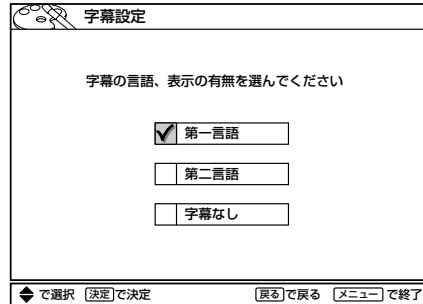 字幕設定
字幕の言語、表示の有無を選んでください
第一言語
第二言語
字幕なし
で選択 決定 で決定 戻る で戻る メニュー で終了